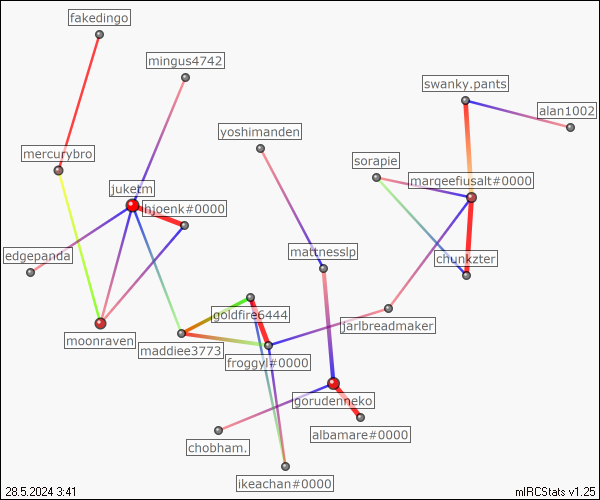 fakedingo
mingus4742
swanky.pants
alan1002
yoshimanden
mercurybro
sorapie
juketm
marqeefiusalt#0000
hjoenk#0000
edgepanda
mattnesslp
chunkzter
goldfire6444
jarlbreadmaker
moonraven
maddiee3773
froggyl#0000
gorudenneko
albamare#0000
chobham.
ikeachan#0000
28.5.2024 3:41
mIRCStats v1.25